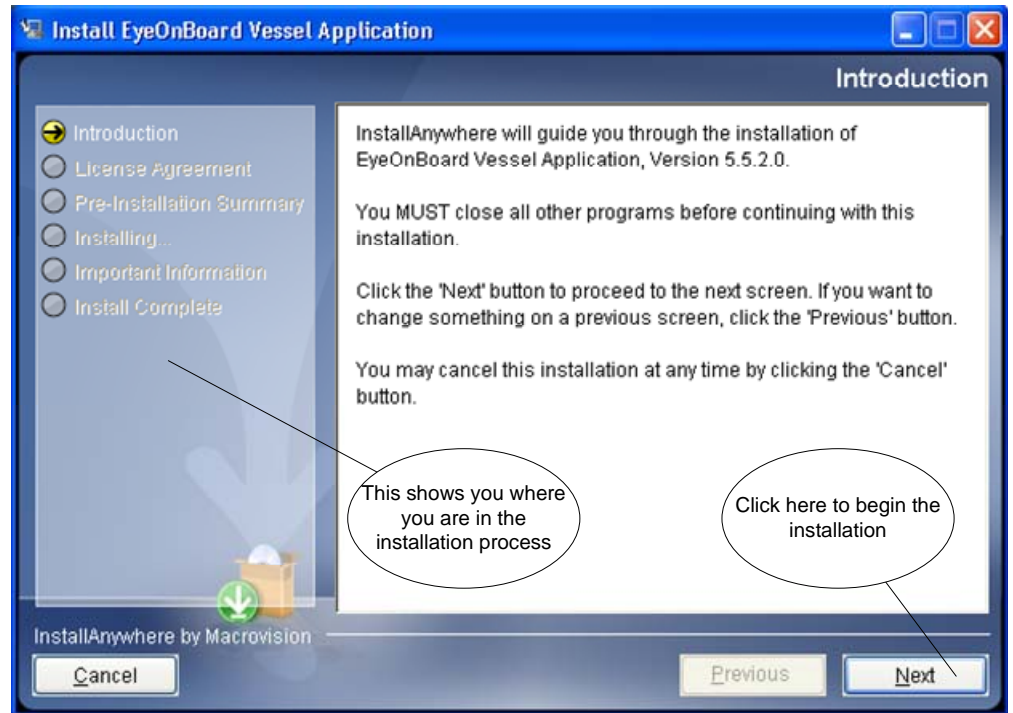 Install EyeOnBoard Vessel Application
Introduction
Introduction
License Agreement
Pre-Installation Summary
Installing...
Important Information
Install Complete
InstallAnywhere will guide you through the installation of
EyeOnBoard Vessel Application, Version 5.5.2.0.
You MUST close all other programs before continuing with this
installation.
Click the 'Next' button to proceed to the next screen. If you want to
change something on a previous screen, click the 'Previous' button.
You may cancel this installation at any time by clicking the 'Cancel'
button.
This shows you where
you are in the
installation process
Click here to begin the
installation
InstallAnywhere by Macrovision
Cancel
Previous
Next